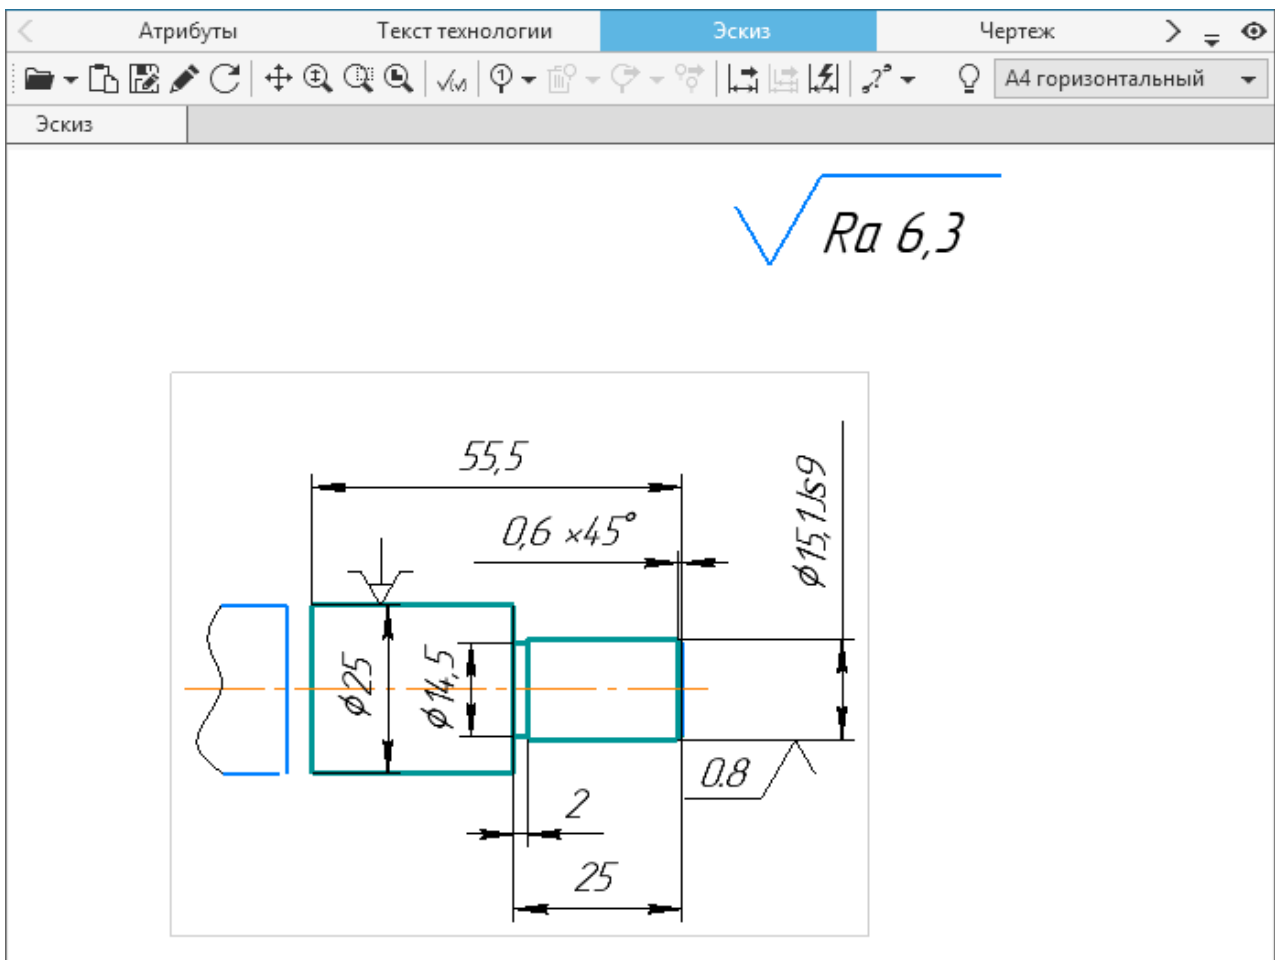 Атрибуты Текст технологии Эскиз Чертеж
А4 горизонтальный
Эскиз
Ra 6,3
55,5
0,6 ×45°
⌀15,1Js9
⌀25
⌀14,5
0.8
2
25